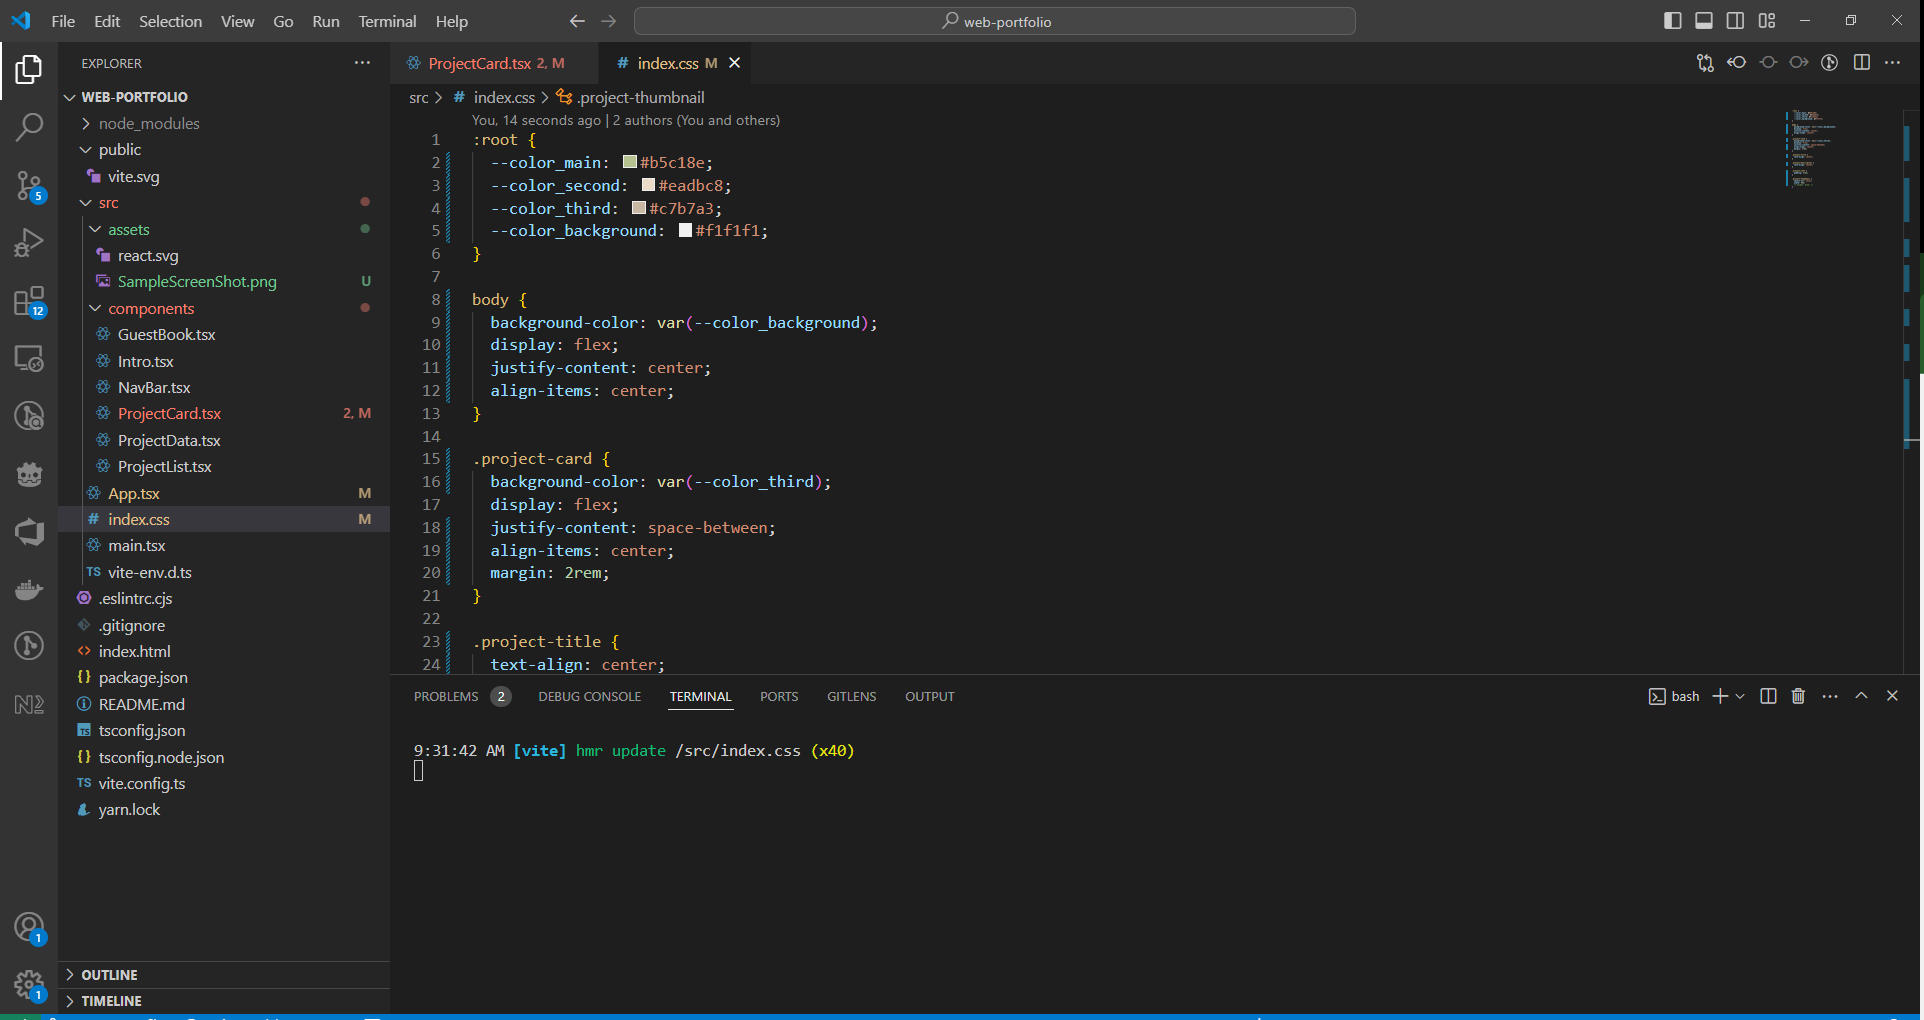 File Edit Selection View Go Run Terminal Help
web-portfolio
EXPLORER
WEB-PORTFOLIO
node_modules
public
vite.svg
src
assets
react.svg
SampleScreenShot.png U
components
GuestBook.tsx
Intro.tsx
NavBar.tsx
ProjectCard.tsx 2, M
ProjectData.tsx
ProjectList.tsx
App.tsx M
# index.css M
main.tsx
TS vite-env.d.ts
.eslintrc.cjs
.gitignore
<> index.html
{} package.json
README.md
TS tsconfig.json
{} tsconfig.node.json
TS vite.config.ts
yarn.lock
OUTLINE
TIMELINE
5
12
N2
1
1
ProjectCard.tsx 2, M
# index.css M
src > # index.css > .project-thumbnail
You, 14 seconds ago | 2 authors (You and others)
1 :root {
2 --color_main: #b5c18e;
3 --color_second: #eadbc8;
4 --color_third: #c7b7a3;
5 --color_background: #f1f1f1;
6 }
7
8 body {
9 background-color: var(--color_background);
10 display: flex;
11 justify-content: center;
12 align-items: center;
13 }
14
15 .project-card {
16 background-color: var(--color_third);
17 display: flex;
18 justify-content: space-between;
19 align-items: center;
20 margin: 2rem;
21 }
22
23 .project-title {
24 text-align: center;
PROBLEMS 2 DEBUG CONSOLE TERMINAL PORTS GITLENS OUTPUT
bash
9:31:42 AM [vite] hmr update /src/index.css (x40)